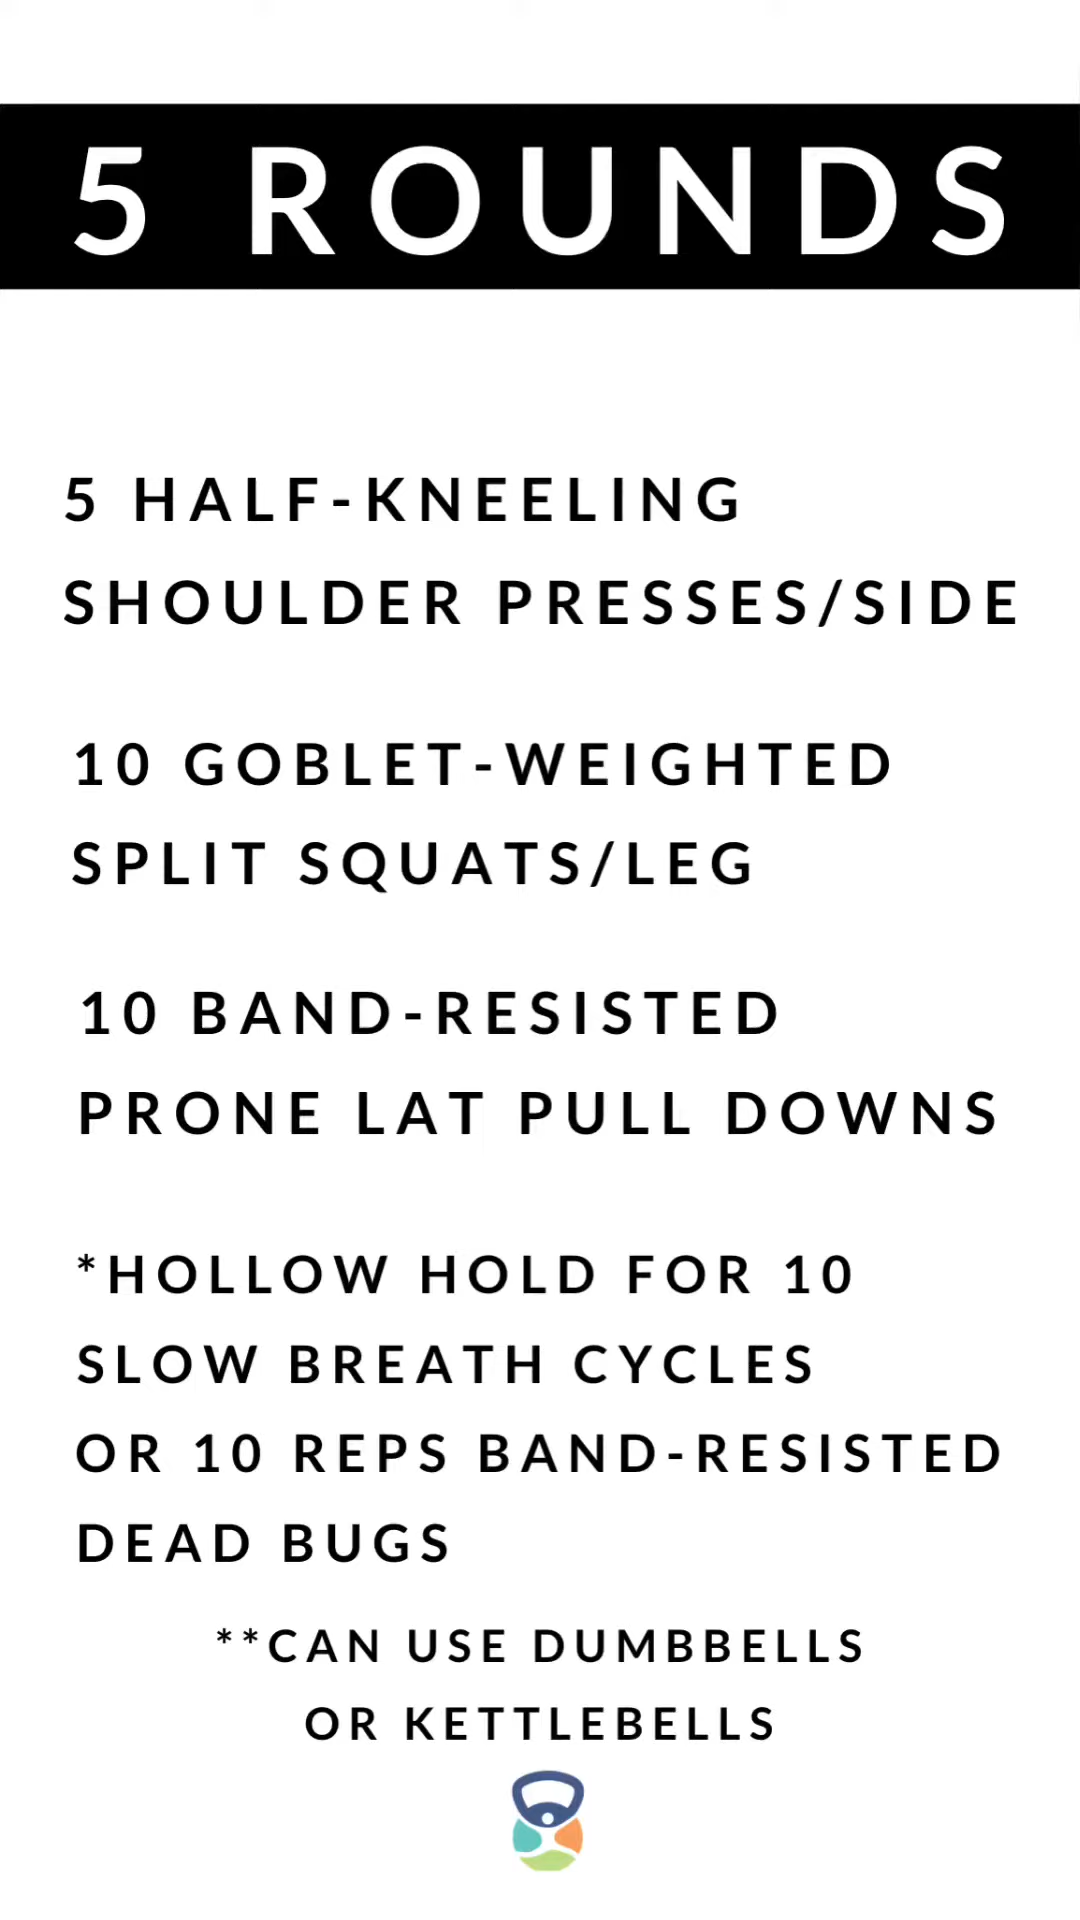 5 ROUNDS
5 HALF-KNEELING
SHOULDER PRESSES/SIDE
10 GOBLET-WEIGHTED
SPLIT SQUATS/LEG
10 BAND-RESISTED
PRONE LAT PULL DOWNS
*HOLLOW HOLD FOR 10
SLOW BREATH CYCLES
OR 10 REPS BAND-RESISTED
DEAD BUGS
**CAN USE DUMBBELLS
OR KETTLEBELLS